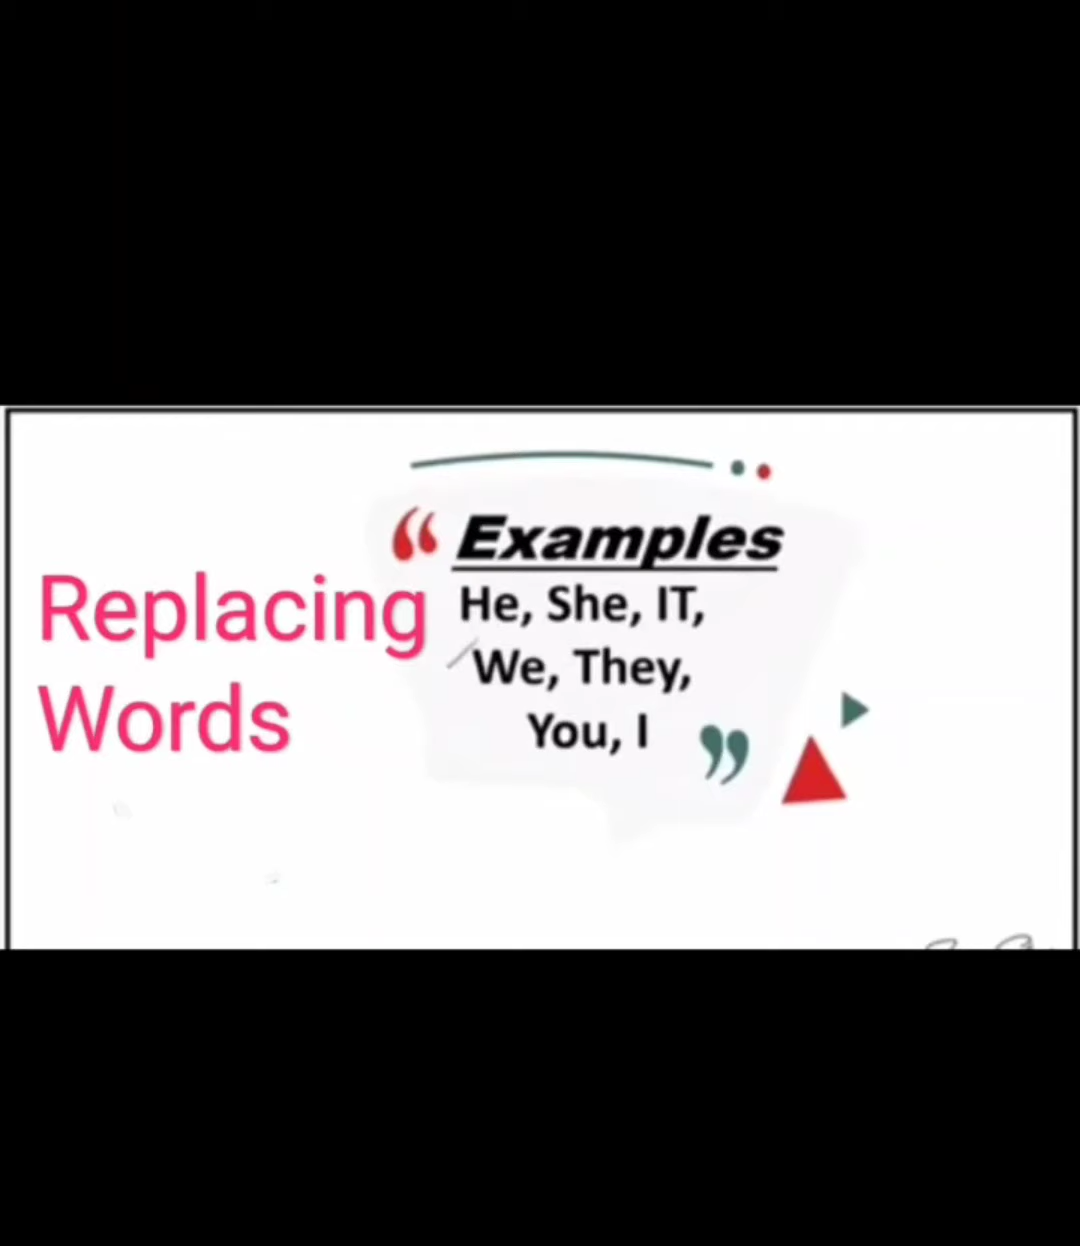 Examples
He, She, IT,
We, They,
You, I
Replacing
Words